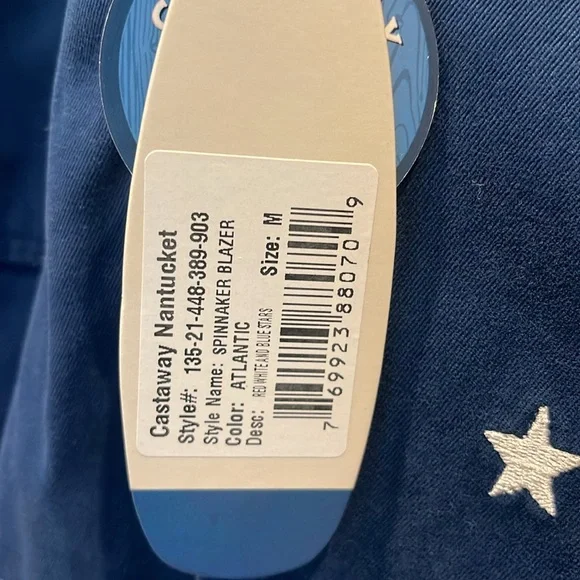 Castaway Nantucket
Style#: 135-21-448-389-903
Style Name: SPINNAKER BLAZER
Color: ATLANTIC
Desc: RED WHITE AND BLUE STARS
Size: M
7 69923 88070 9